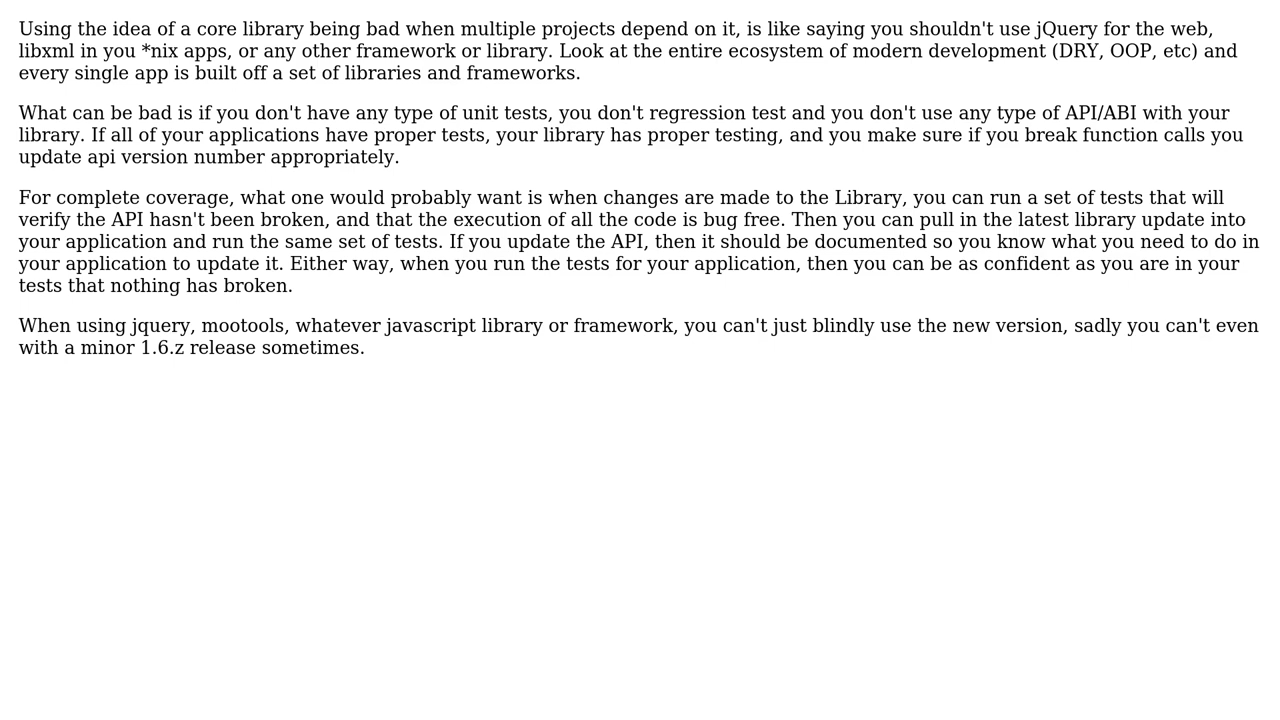 Using the idea of a core library being bad when multiple projects depend on it, is like saying you shouldn't use jQuery for the web,
libxml in you *nix apps, or any other framework or library. Look at the entire ecosystem of modern development (DRY, OOP, etc) and
every single app is built off a set of libraries and frameworks.
What can be bad is if you don't have any type of unit tests, you don't regression test and you don't use any type of API/ABI with your
library. If all of your applications have proper tests, your library has proper testing, and you make sure if you break function calls you
update api version number appropriately.
For complete coverage, what one would probably want is when changes are made to the Library, you can run a set of tests that will
verify the API hasn't been broken, and that the execution of all the code is bug free. Then you can pull in the latest library update into
your application and run the same set of tests. If you update the API, then it should be documented so you know what you need to do in
your application to update it. Either way, when you run the tests for your application, then you can be as confident as you are in your
tests that nothing has broken.
When using jquery, mootools, whatever javascript library or framework, you can't just blindly use the new version, sadly you can't even
with a minor 1.6.z release sometimes.